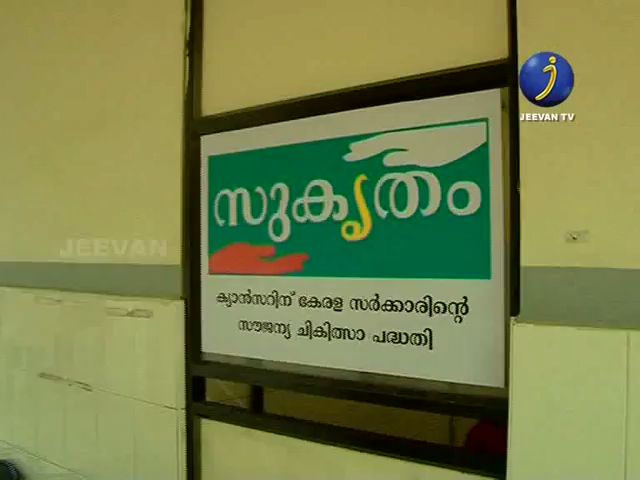 JEEVAN TV
സുകൃതം
JEEVAN
ക്യാൻസറിന് കേരള സർക്കാരിന്റെ
സൗജന്യ ചികിത്സാ പദ്ധതി